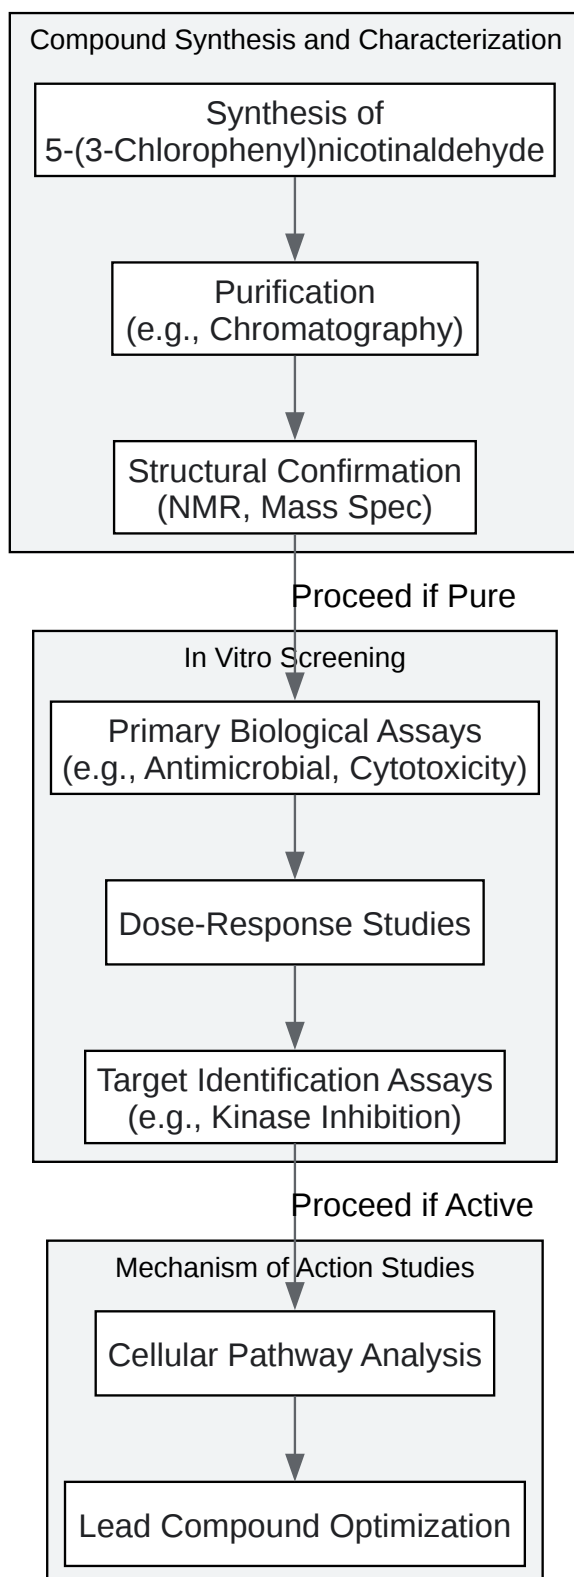 Compound Synthesis and Characterization
Synthesis of
5-(3-Chlorophenyl)nicotinaldehyde
Purification
(e.g., Chromatography)
Structural Confirmation
(NMR, Mass Spec)
Proceed if Pure
In Vitro Screening
Primary Biological Assays
(e.g., Antimicrobial, Cytotoxicity)
Dose-Response Studies
Target Identification Assays
(e.g., Kinase Inhibition)
Proceed if Active
Mechanism of Action Studies
Cellular Pathway Analysis
Lead Compound Optimization